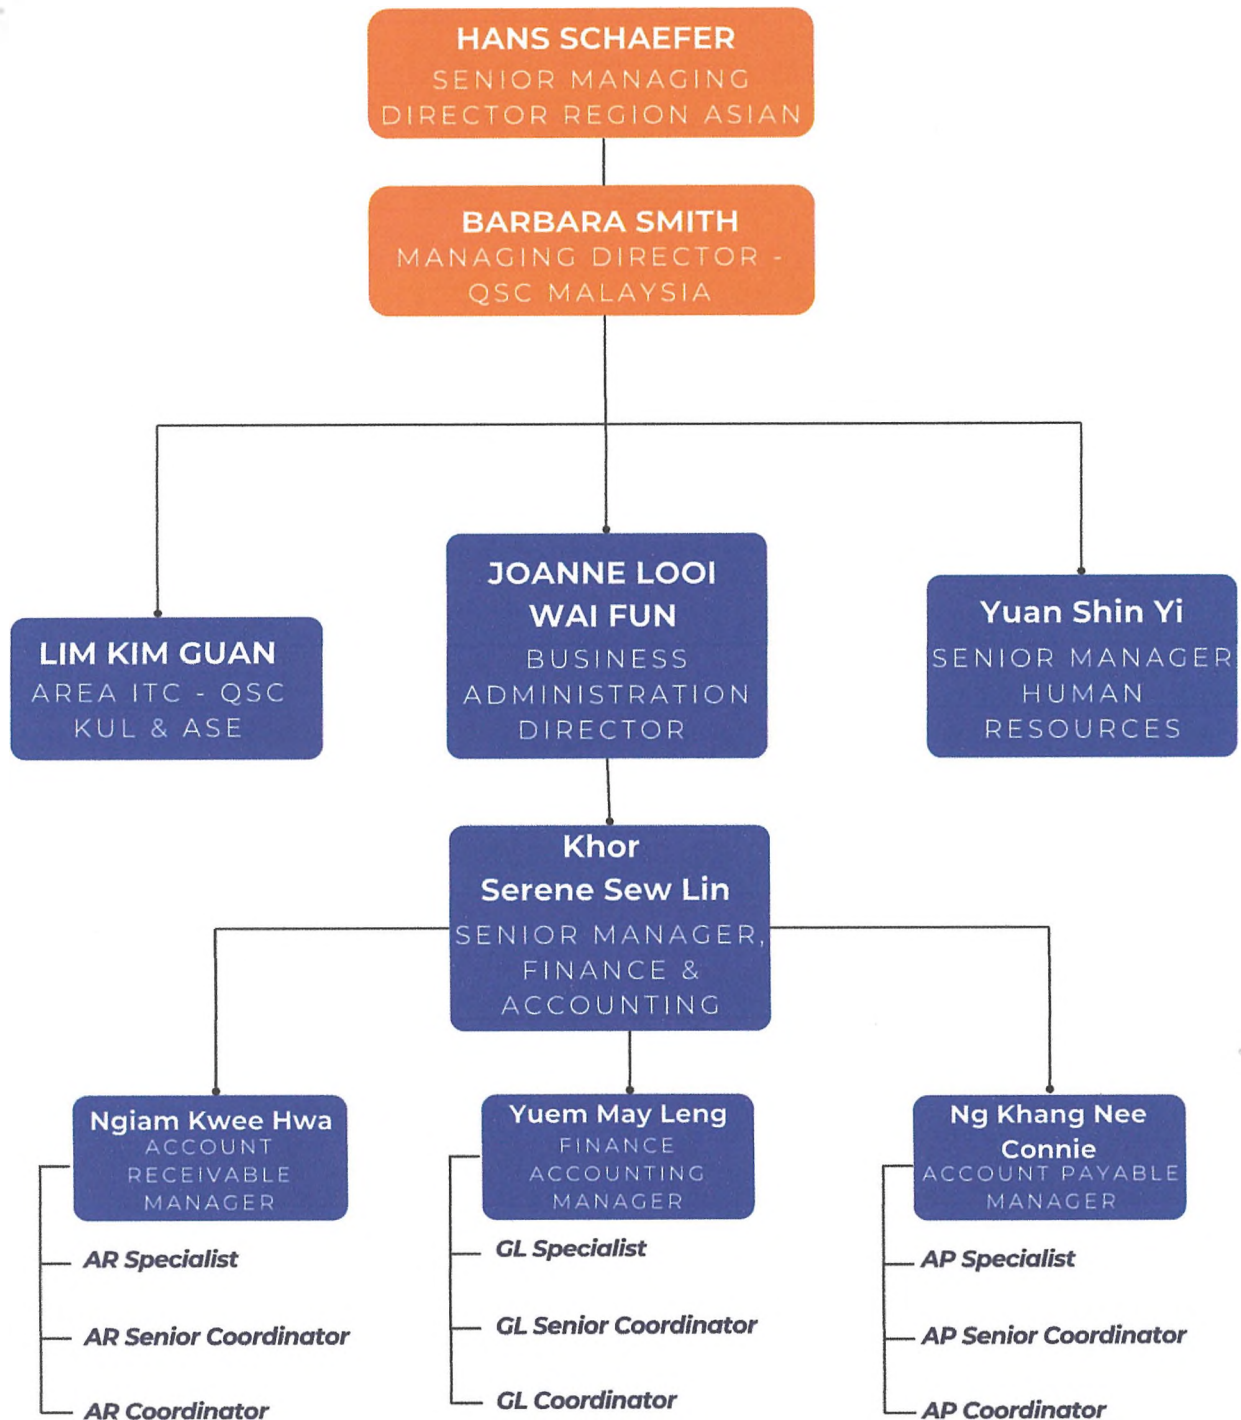 HANS SCHAEFER
SENIOR MANAGING
DIRECTOR REGION ASIAN
BARBARA SMITH
MANAGING DIRECTOR -
QSC MALAYSIA
LIM KIM GUAN
AREA ITC - QSC
KUL & ASE
JOANNE LOOI
WAI FUN
BUSINESS
ADMINISTRATION
DIRECTOR
Yuan Shin Yi
SENIOR MANAGER
HUMAN
RESOURCES
Khor
Serene Sew Lin
SENIOR MANAGER,
FINANCE &
ACCOUNTING
Ngiam Kwee Hwa
ACCOUNT
RECEIVABLE
MANAGER
AR Specialist
AR Senior Coordinator
AR Coordinator
Yuem May Leng
FINANCE
ACCOUNTING
MANAGER
GL Specialist
GL Senior Coordinator
GL Coordinator
Ng Khang Nee
Connie
ACCOUNT PAYABLE
MANAGER
AP Specialist
AP Senior Coordinator
AP Coordinator